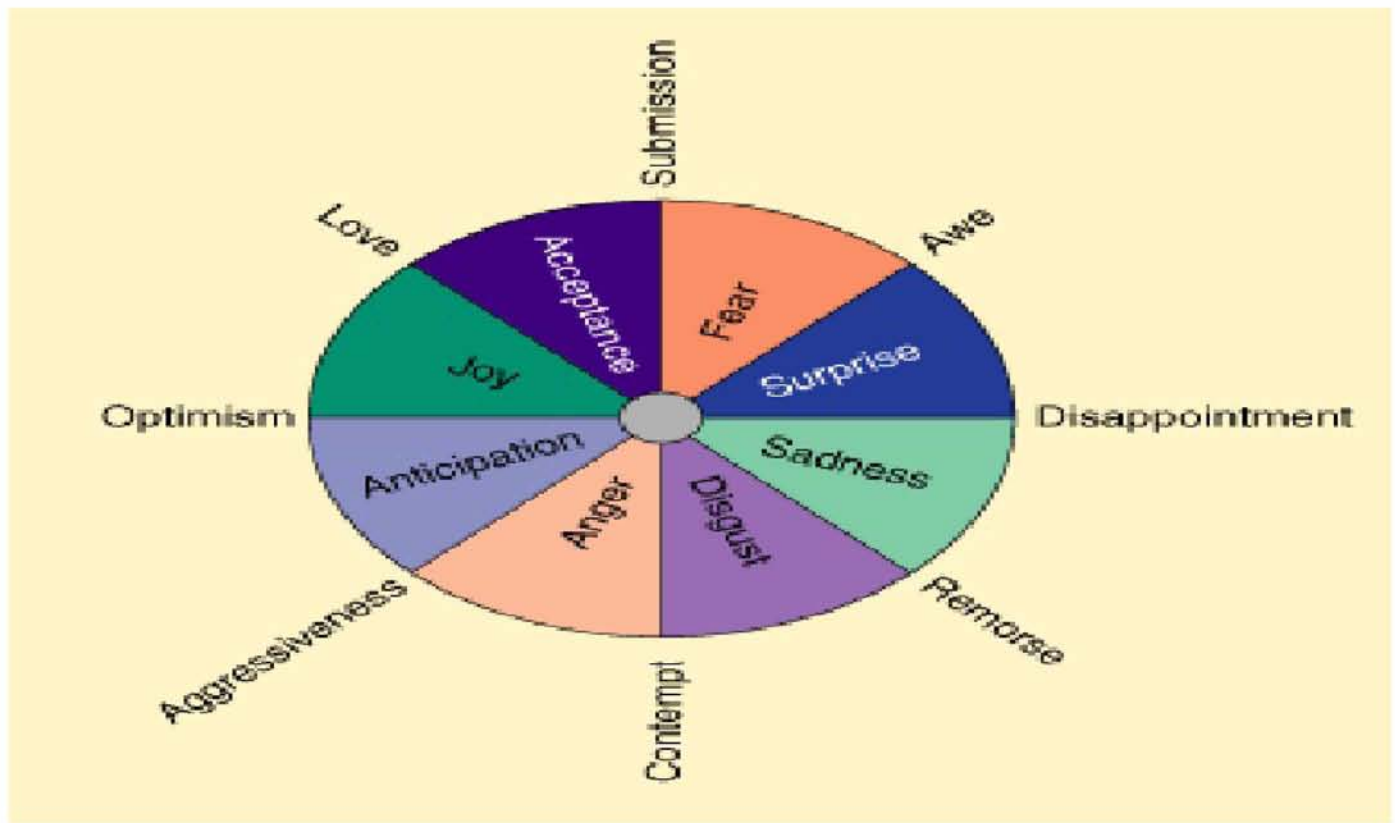 Submission
Love
Awe
Acceptance
Fear
Joy
Surprise
Optimism
Disappointment
Anticipation
Sadness
Anger
Disgust
Aggressiveness
Remorse
Contempt